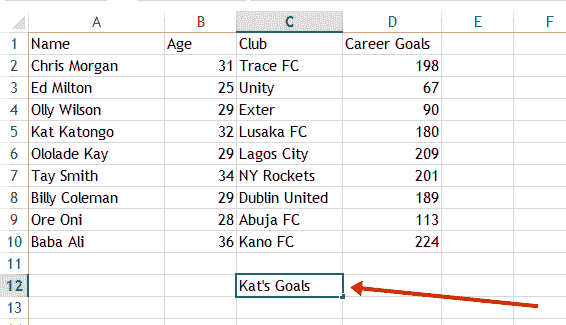 A B C D E F
1 Name Age Club Career Goals
2 Chris Morgan 31 Trace FC 198
3 Ed Milton 25 Unity 67
4 Olly Wilson 29 Exter 90
5 Kat Katongo 32 Lusaka FC 180
6 Ololade Kay 29 Lagos City 209
7 Tay Smith 34 NY Rockets 201
8 Billy Coleman 29 Dublin United 189
9 Ore Oni 28 Abuja FC 113
10 Baba Ali 36 Kano FC 224
11
12 Kat's Goals
13